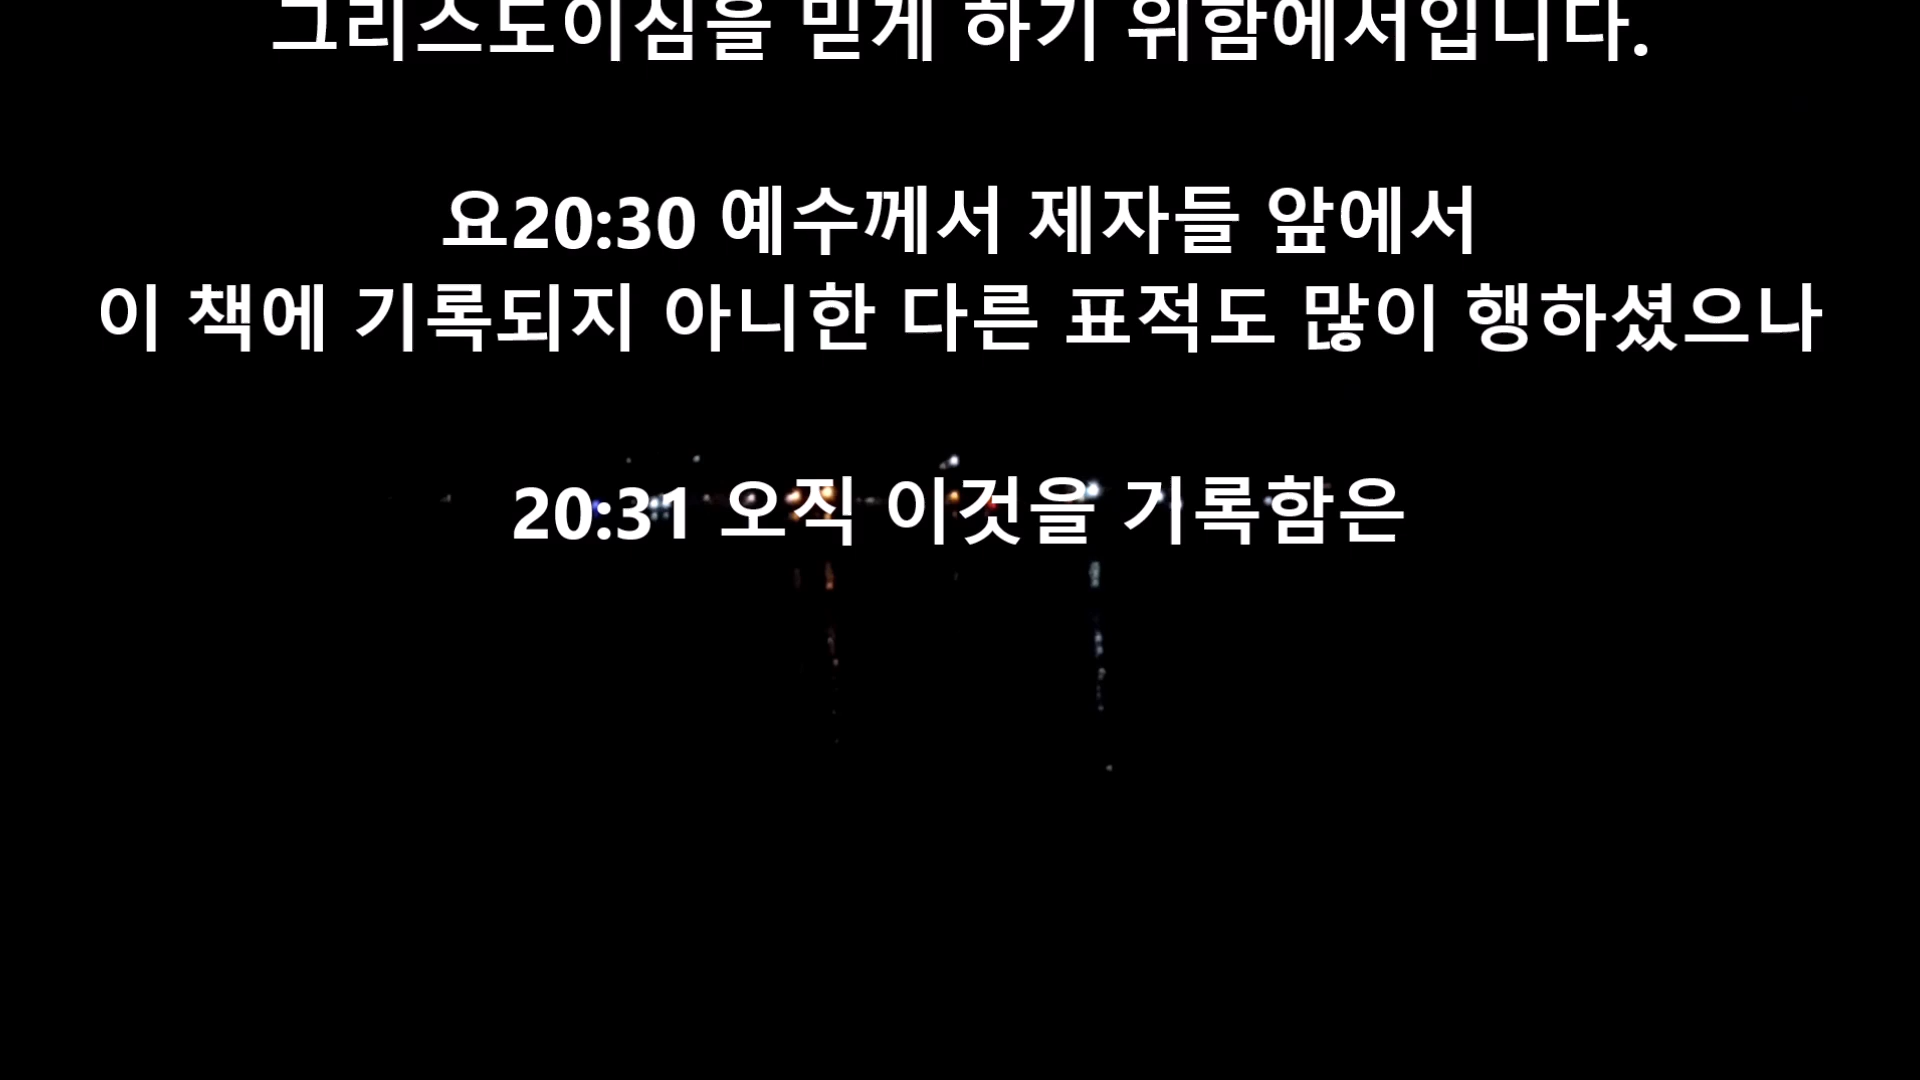 그리스도이심을 믿게 하기 위함에서입니다.
요20:30 예수께서 제자들 앞에서
이 책에 기록되지 아니한 다른 표적도 많이 행하셨으나
20:31 오직 이것을 기록함은